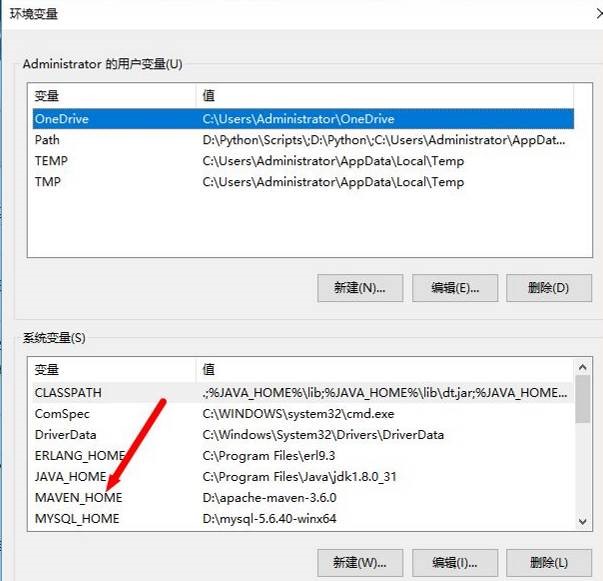 环境变量
Administrator 的用户变量(U)
变量 值
OneDrive C:\Users\Administrator\OneDrive
Path D:\Python\Scripts\;D:\Python\;C:\Users\Administrator\AppDat...
TEMP C:\Users\Administrator\AppData\Local\Temp
TMP C:\Users\Administrator\AppData\Local\Temp
新建(N)... 编辑(E)... 删除(D)
系统变量(S)
变量 值
CLASSPATH .;%JAVA_HOME%\lib;%JAVA_HOME%\lib\dt.jar;%JAVA_HOME...
ComSpec C:\WINDOWS\system32\cmd.exe
DriverData C:\Windows\System32\Drivers\DriverData
ERLANG_HOME C:\Program Files\erl9.3
JAVA_HOME C:\Program Files\Java\jdk1.8.0_31
MAVEN_HOME D:\apache-maven-3.6.0
MYSQL_HOME D:\mysql-5.6.40-winx64
新建(W)... 编辑(I)... 删除(L)